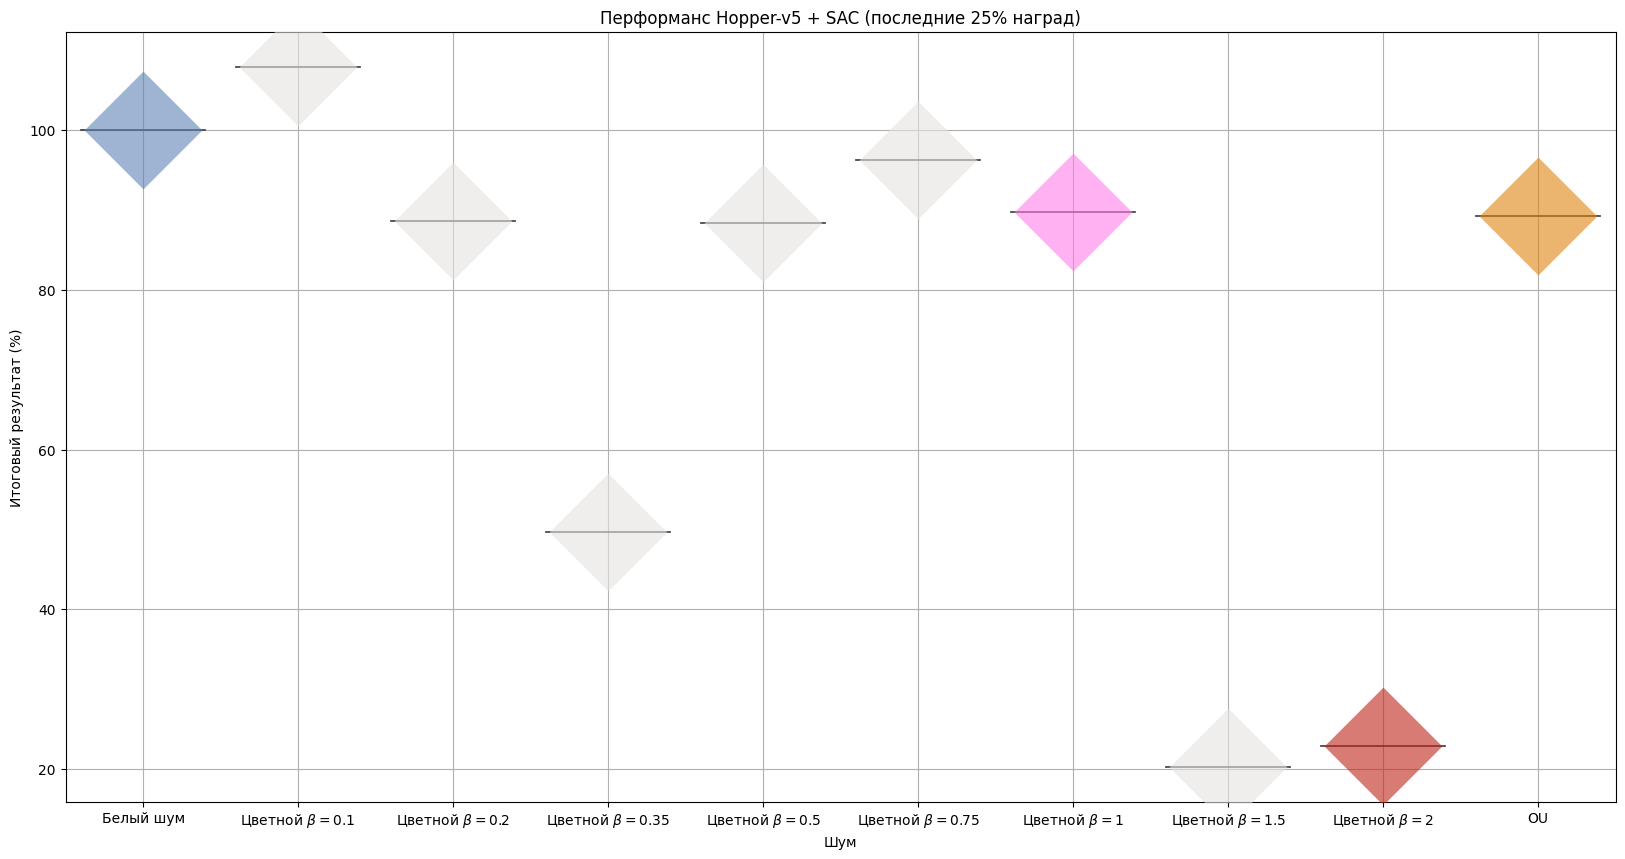 Перформанс Hopper-v5 + SAC (последние 25% наград)
Итоговый результат (%)
100
80
60
40
20
Белый шум
Цветной β = 0.1
Цветной β = 0.2
Цветной β = 0.35
Цветной β = 0.5
Цветной β = 0.75
Цветной β = 1
Цветной β = 1.5
Цветной β = 2
OU
Шум